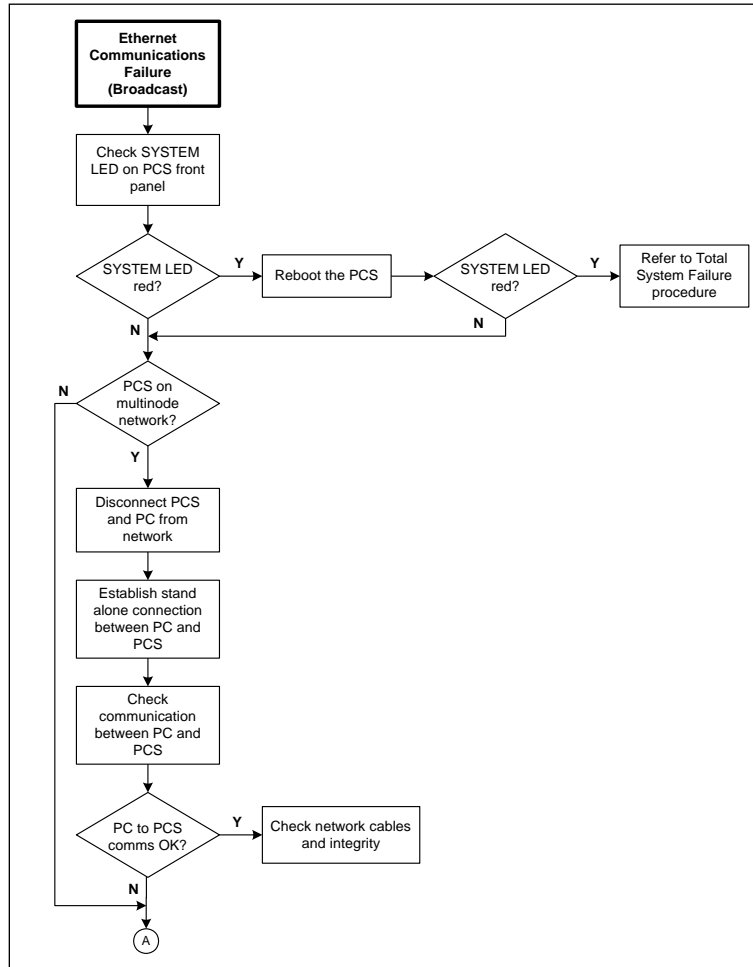 Ethernet
Communications
Failure
(Broadcast)
Check SYSTEM
LED on PCS front
panel
SYSTEM LED
red?
Y
Reboot the PCS
SYSTEM LED
red?
Y
Refer to Total
System Failure
procedure
N
N
N
PCS on
multinode
network?
Y
Disconnect PCS
and PC from
network
Establish stand
alone connection
between PC and
PCS
Check
communication
between PC and
PCS
PC to PCS
comms OK?
Y
Check network cables
and integrity
N
A